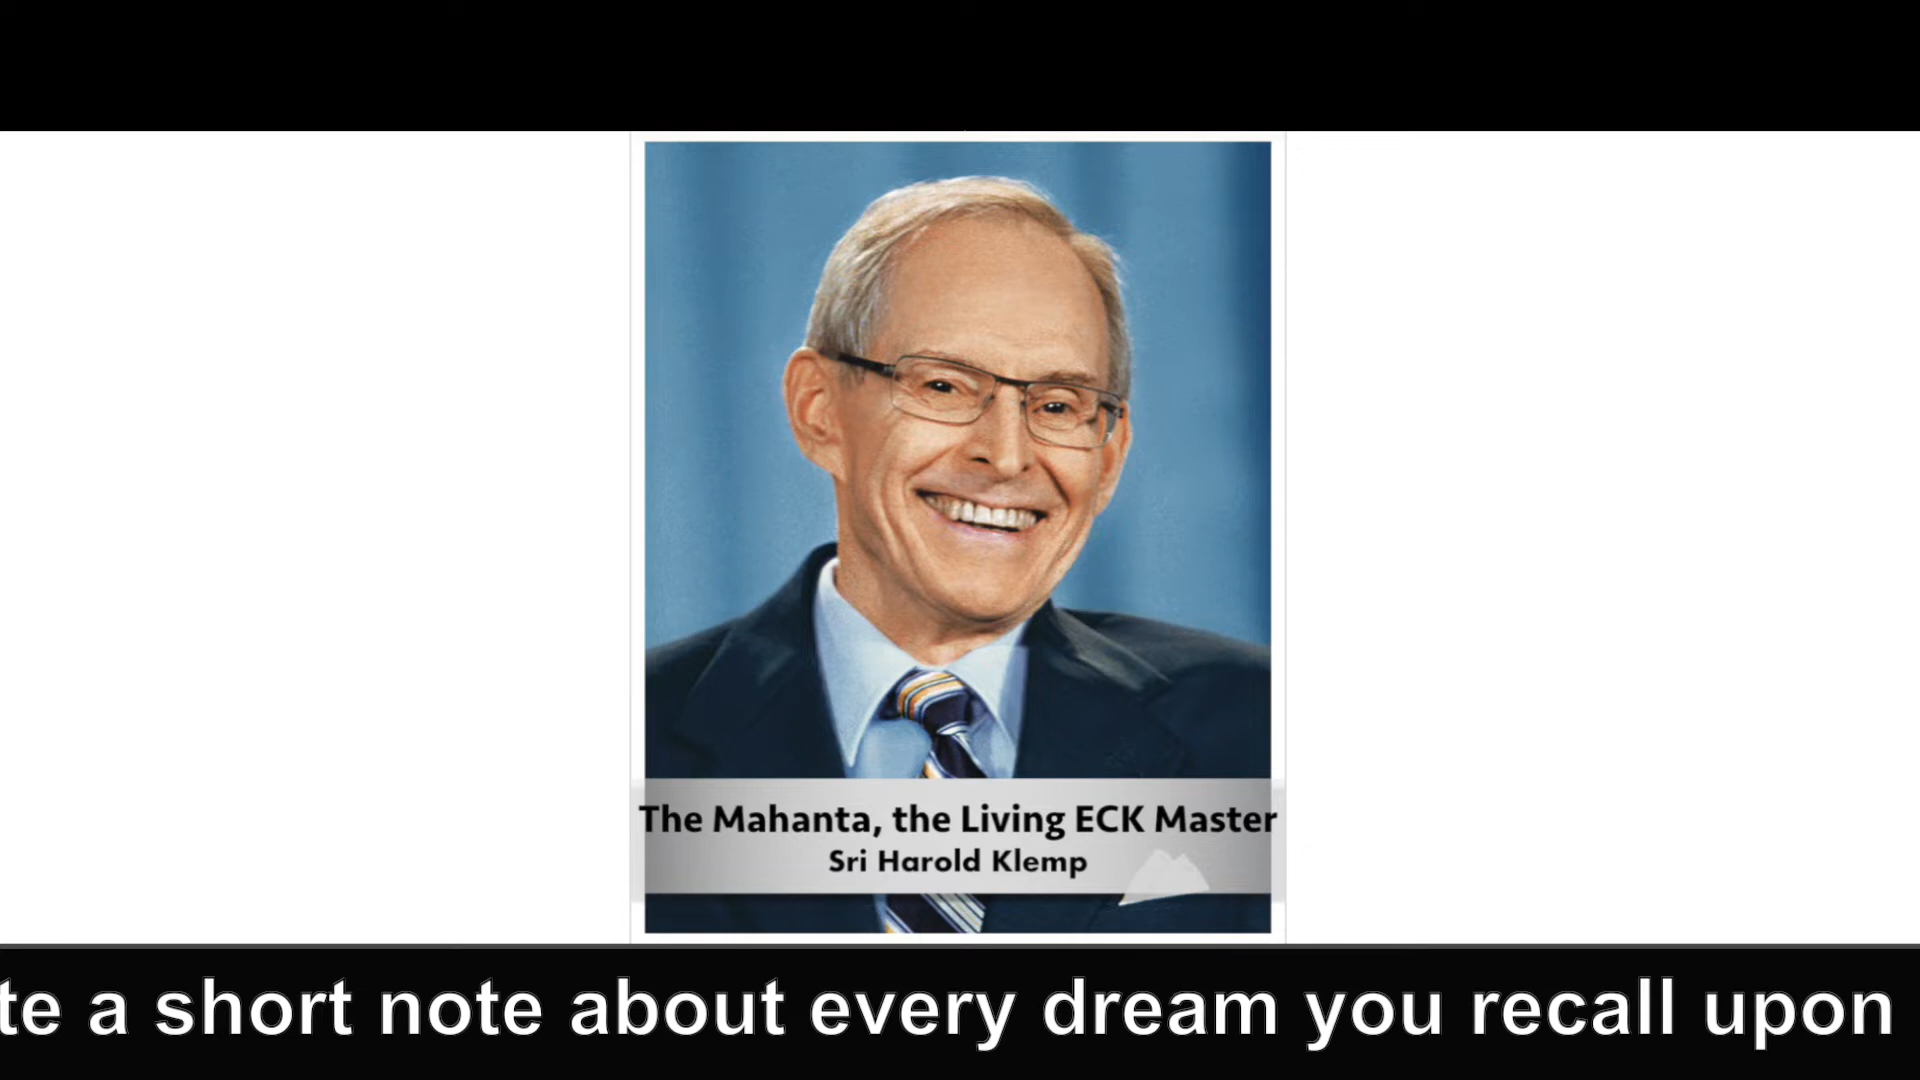 The Mahanta, the Living ECK Master
Sri Harold Klemp
te a short note about every dream you recall upon